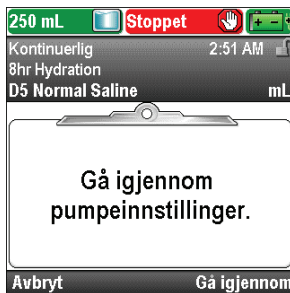 250 mL Stoppet
Kontinuerlig 2:51 AM
8hr Hydration
D5 Normal Saline mL
Gå igjennom
pumpeinnstillinger.
Avbryt Gå igjennom